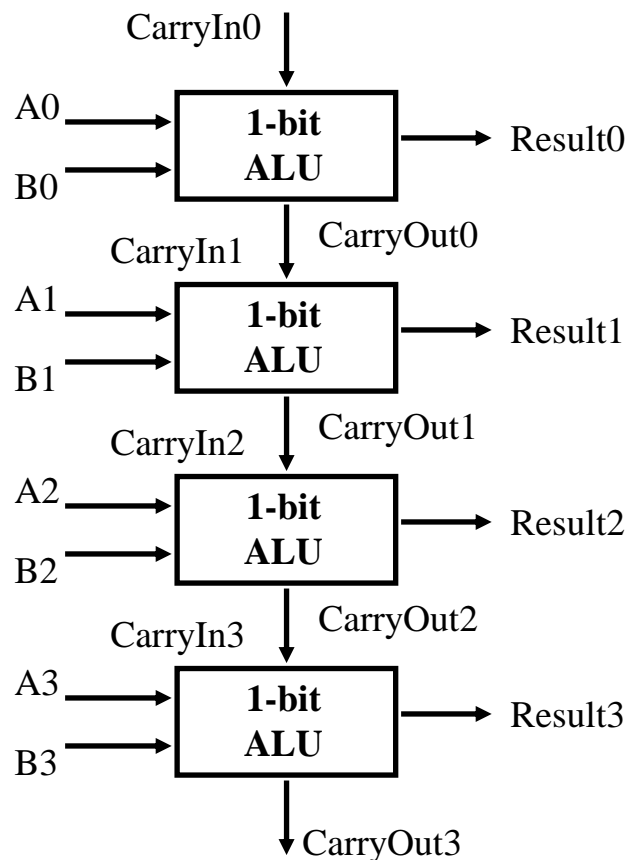 CarryIn0
A0
1-bit
ALU
Result0
B0
CarryOut0
CarryIn1
A1
1-bit
ALU
Result1
B1
CarryOut1
CarryIn2
A2
1-bit
ALU
Result2
B2
CarryOut2
CarryIn3
A3
1-bit
ALU
Result3
B3
CarryOut3